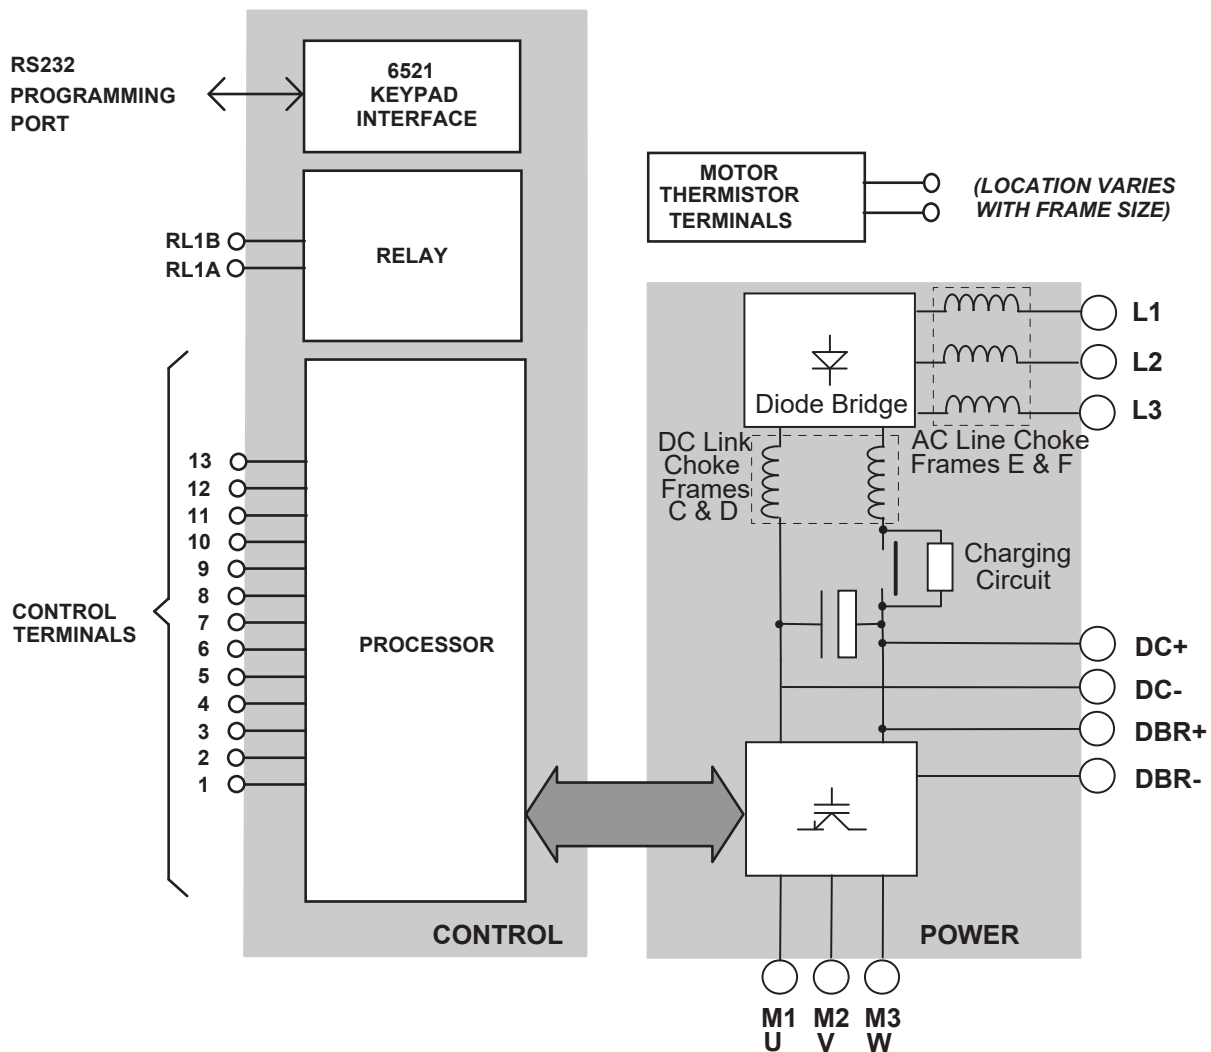 RS232
PROGRAMMING
PORT
6521
KEYPAD
INTERFACE
RL1B
RL1A
RELAY
13
12
11
10
9
8
7
6
5
4
3
2
1
CONTROL
TERMINALS
PROCESSOR
CONTROL
MOTOR
THERMISTOR
TERMINALS
(LOCATION VARIES
WITH FRAME SIZE)
Diode Bridge
L1
L2
L3
DC Link
Choke
Frames
C & D
AC Line Choke
Frames E & F
Charging
Circuit
DC+
DC-
DBR+
DBR-
POWER
M1 M2 M3
U V W